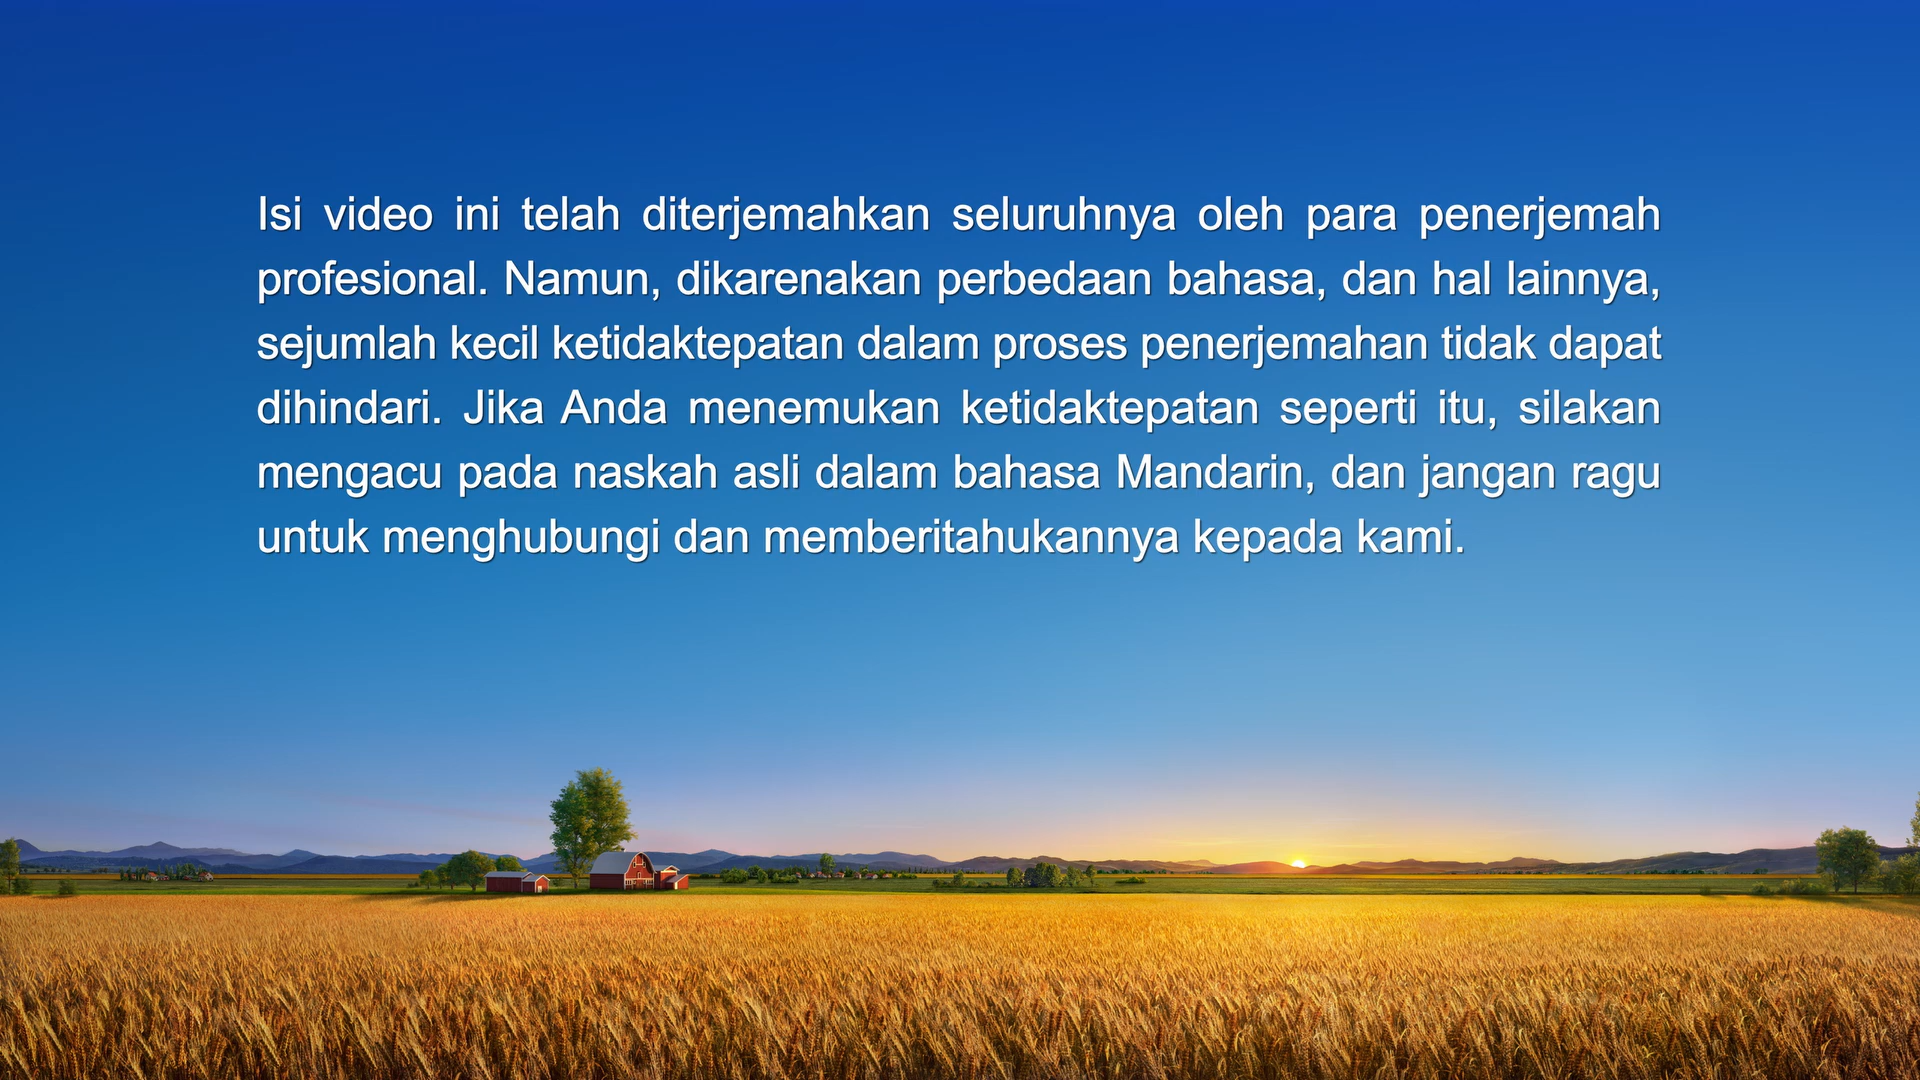 Isi video ini telah diterjemahkan seluruhnya oleh para penerjemah
profesional. Namun, dikarenakan perbedaan bahasa, dan hal lainnya,
sejumlah kecil ketidaktepatan dalam proses penerjemahan tidak dapat
dihindari. Jika Anda menemukan ketidaktepatan seperti itu, silakan
mengacu pada naskah asli dalam bahasa Mandarin, dan jangan ragu
untuk menghubungi dan memberitahukannya kepada kami.